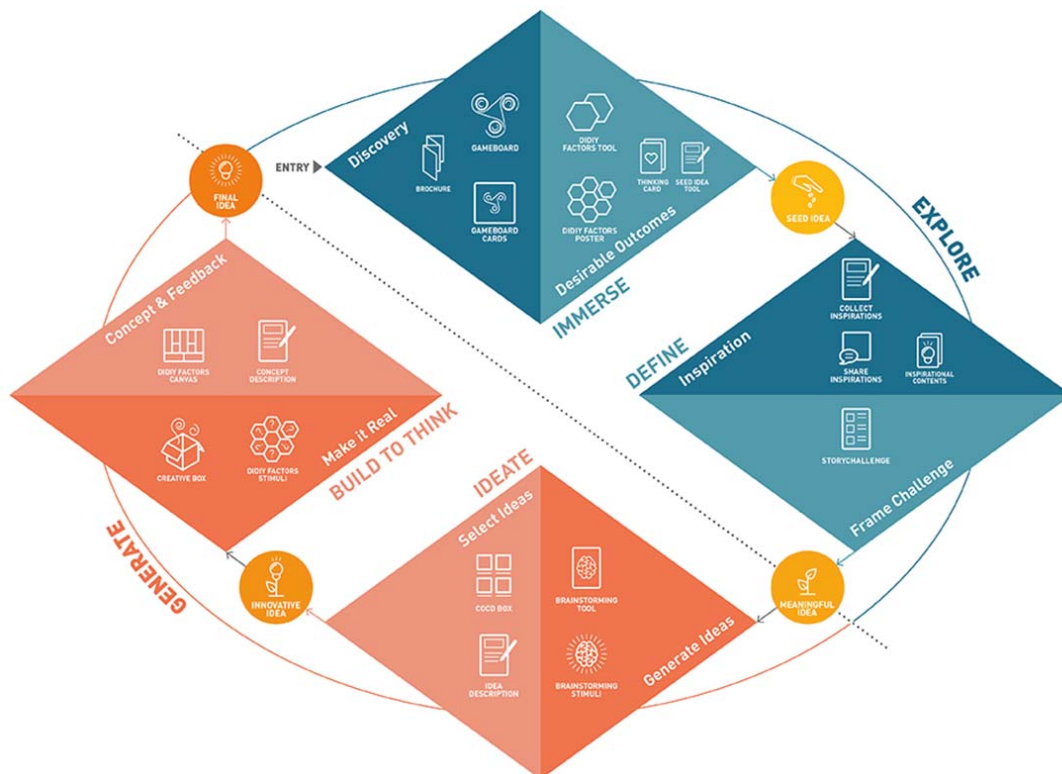 ENTRY
Discovery
BROCHURE
GAMEBOARD
GAMEBOARD
CARDS
DIDIY
FACTORS TOOL
THINKING
CARD
SEED IDEA
TOOL
DIDIY FACTORS
POSTER
Desirable Outcomes
IMMERSE
SEED IDEA
EXPLORE
DEFINE
Inspiration
COLLECT
INSPIRATIONS
SHARE
INSPIRATIONS
INSPIRATIONAL
CONTENTS
STORYCHALLENGE
Frame Challenge
MEANINGFUL
IDEA
IDEATE
Generate Ideas
BRAINSTORMING
TOOL
BRAINSTORMING
STIMULI
Select Ideas
COCO BOX
IDEA
DESCRIPTION
INNOVATIVE
IDEA
GENERATE
BUILD TO THINK
Make it Real
CREATIVE BOX
DIDIY FACTORS
STIMULI
Concept & Feedback
DIDIY FACTORS
CANVAS
CONCEPT
DESCRIPTION
FINAL
IDEA